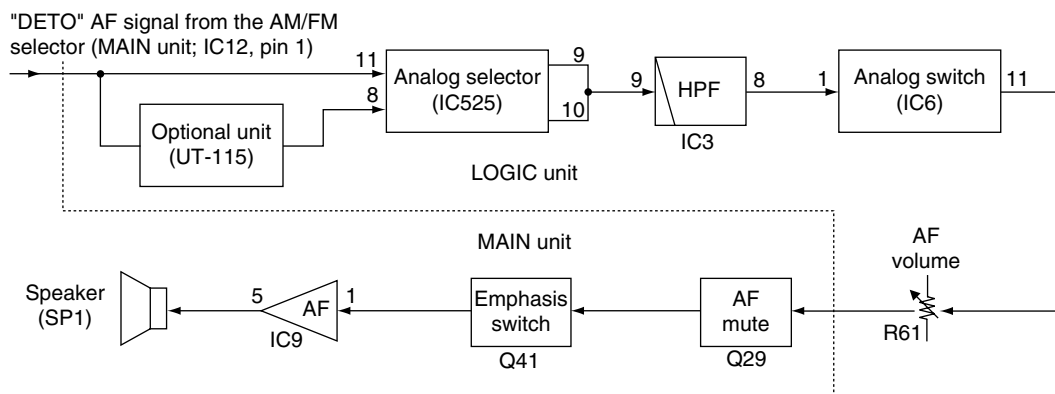 "DETO" AF signal from the AM/FM
selector (MAIN unit; IC12, pin 1)
11
8
Analog selector
(IC525)
9
10
9
HPF
8
IC3
1
Analog switch
(IC6)
11
Optional unit
(UT-115)
LOGIC unit
MAIN unit
AF
volume
R61
Speaker
(SP1)
5
AF
1
IC9
Emphasis
switch
Q41
AF
mute
Q29